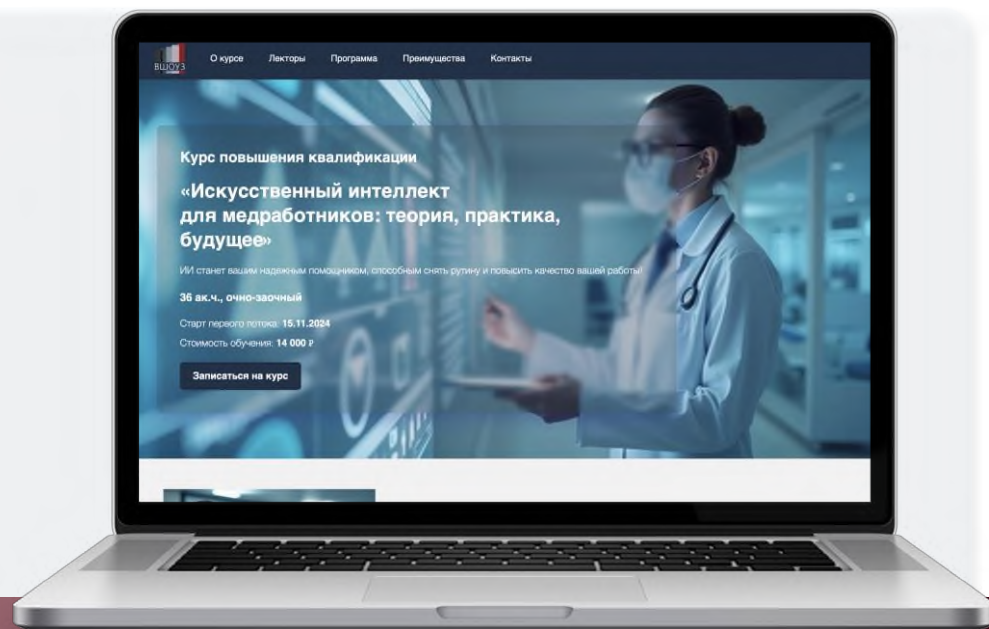 ВШОУЗ
О курсе Лекторы Программа Преимущества Контакты
Курс повышения квалификации
«Искусственный интеллект
для медработников: теория, практика,
будущее»
ИИ станет вашим надежным помощником, способным снять рутину и повысить качество вашей работы!
36 ак.ч., очно-заочный
Старт первого потока: 15.11.2024
Стоимость обучения: 14 000 ₽
Записаться на курс